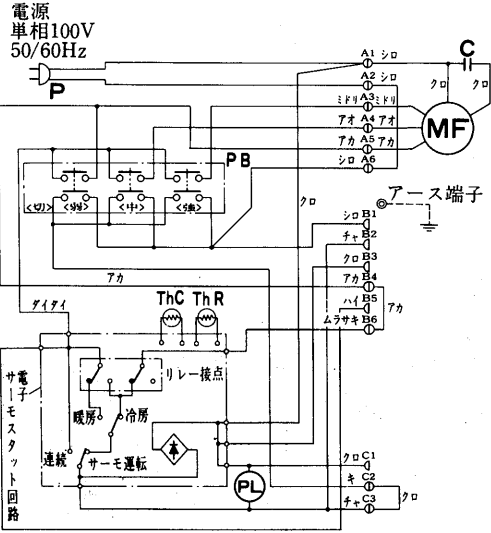 電源
単相100V
50/60Hz
P
A1 シロ
C
A2 シロ
クロ
クロ
ミドリ A3 ミドリ
アオ A4 アオ
MF
アカ A5 アカ
シロ A6
PB
アース端子
<切> <弱> <中> <強>
クロ
シロ B1
チャ B2
クロ B3
アカ
アカ B4
ハイ B5
アカ
ムラサキ B6
ダイダイ
ThC ThR
リレー接点
電子サーモスタット回路
暖房
冷房
連続
サーモ運転
PL
クロ C1
キ C2
クロ
チャ C3